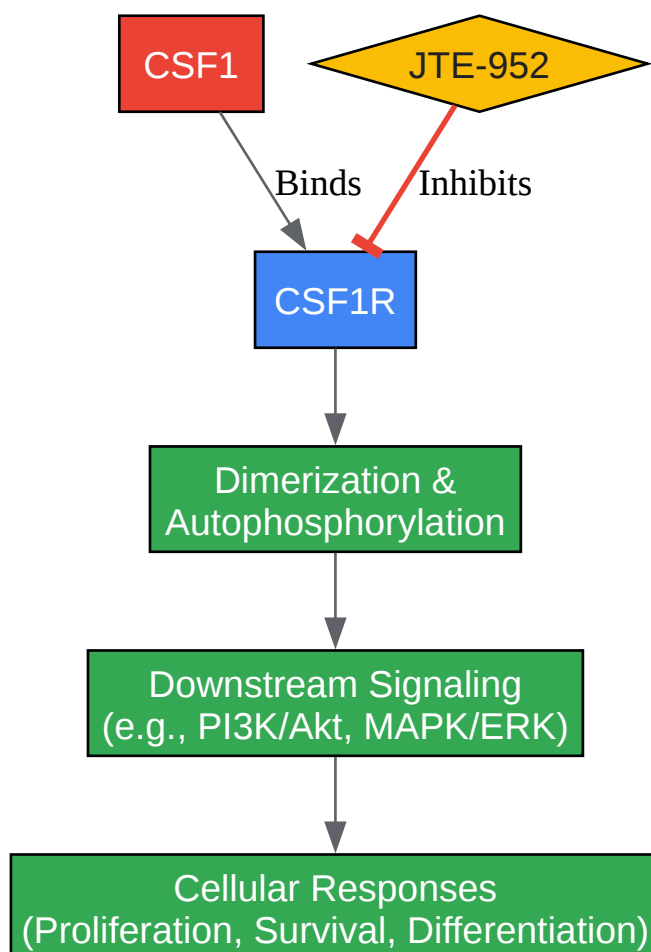 CSF1
JTE-952
Binds
Inhibits
CSF1R
Dimerization &
Autophosphorylation
Downstream Signaling
(e.g., PI3K/Akt, MAPK/ERK)
Cellular Responses
(Proliferation, Survival, Differentiation)